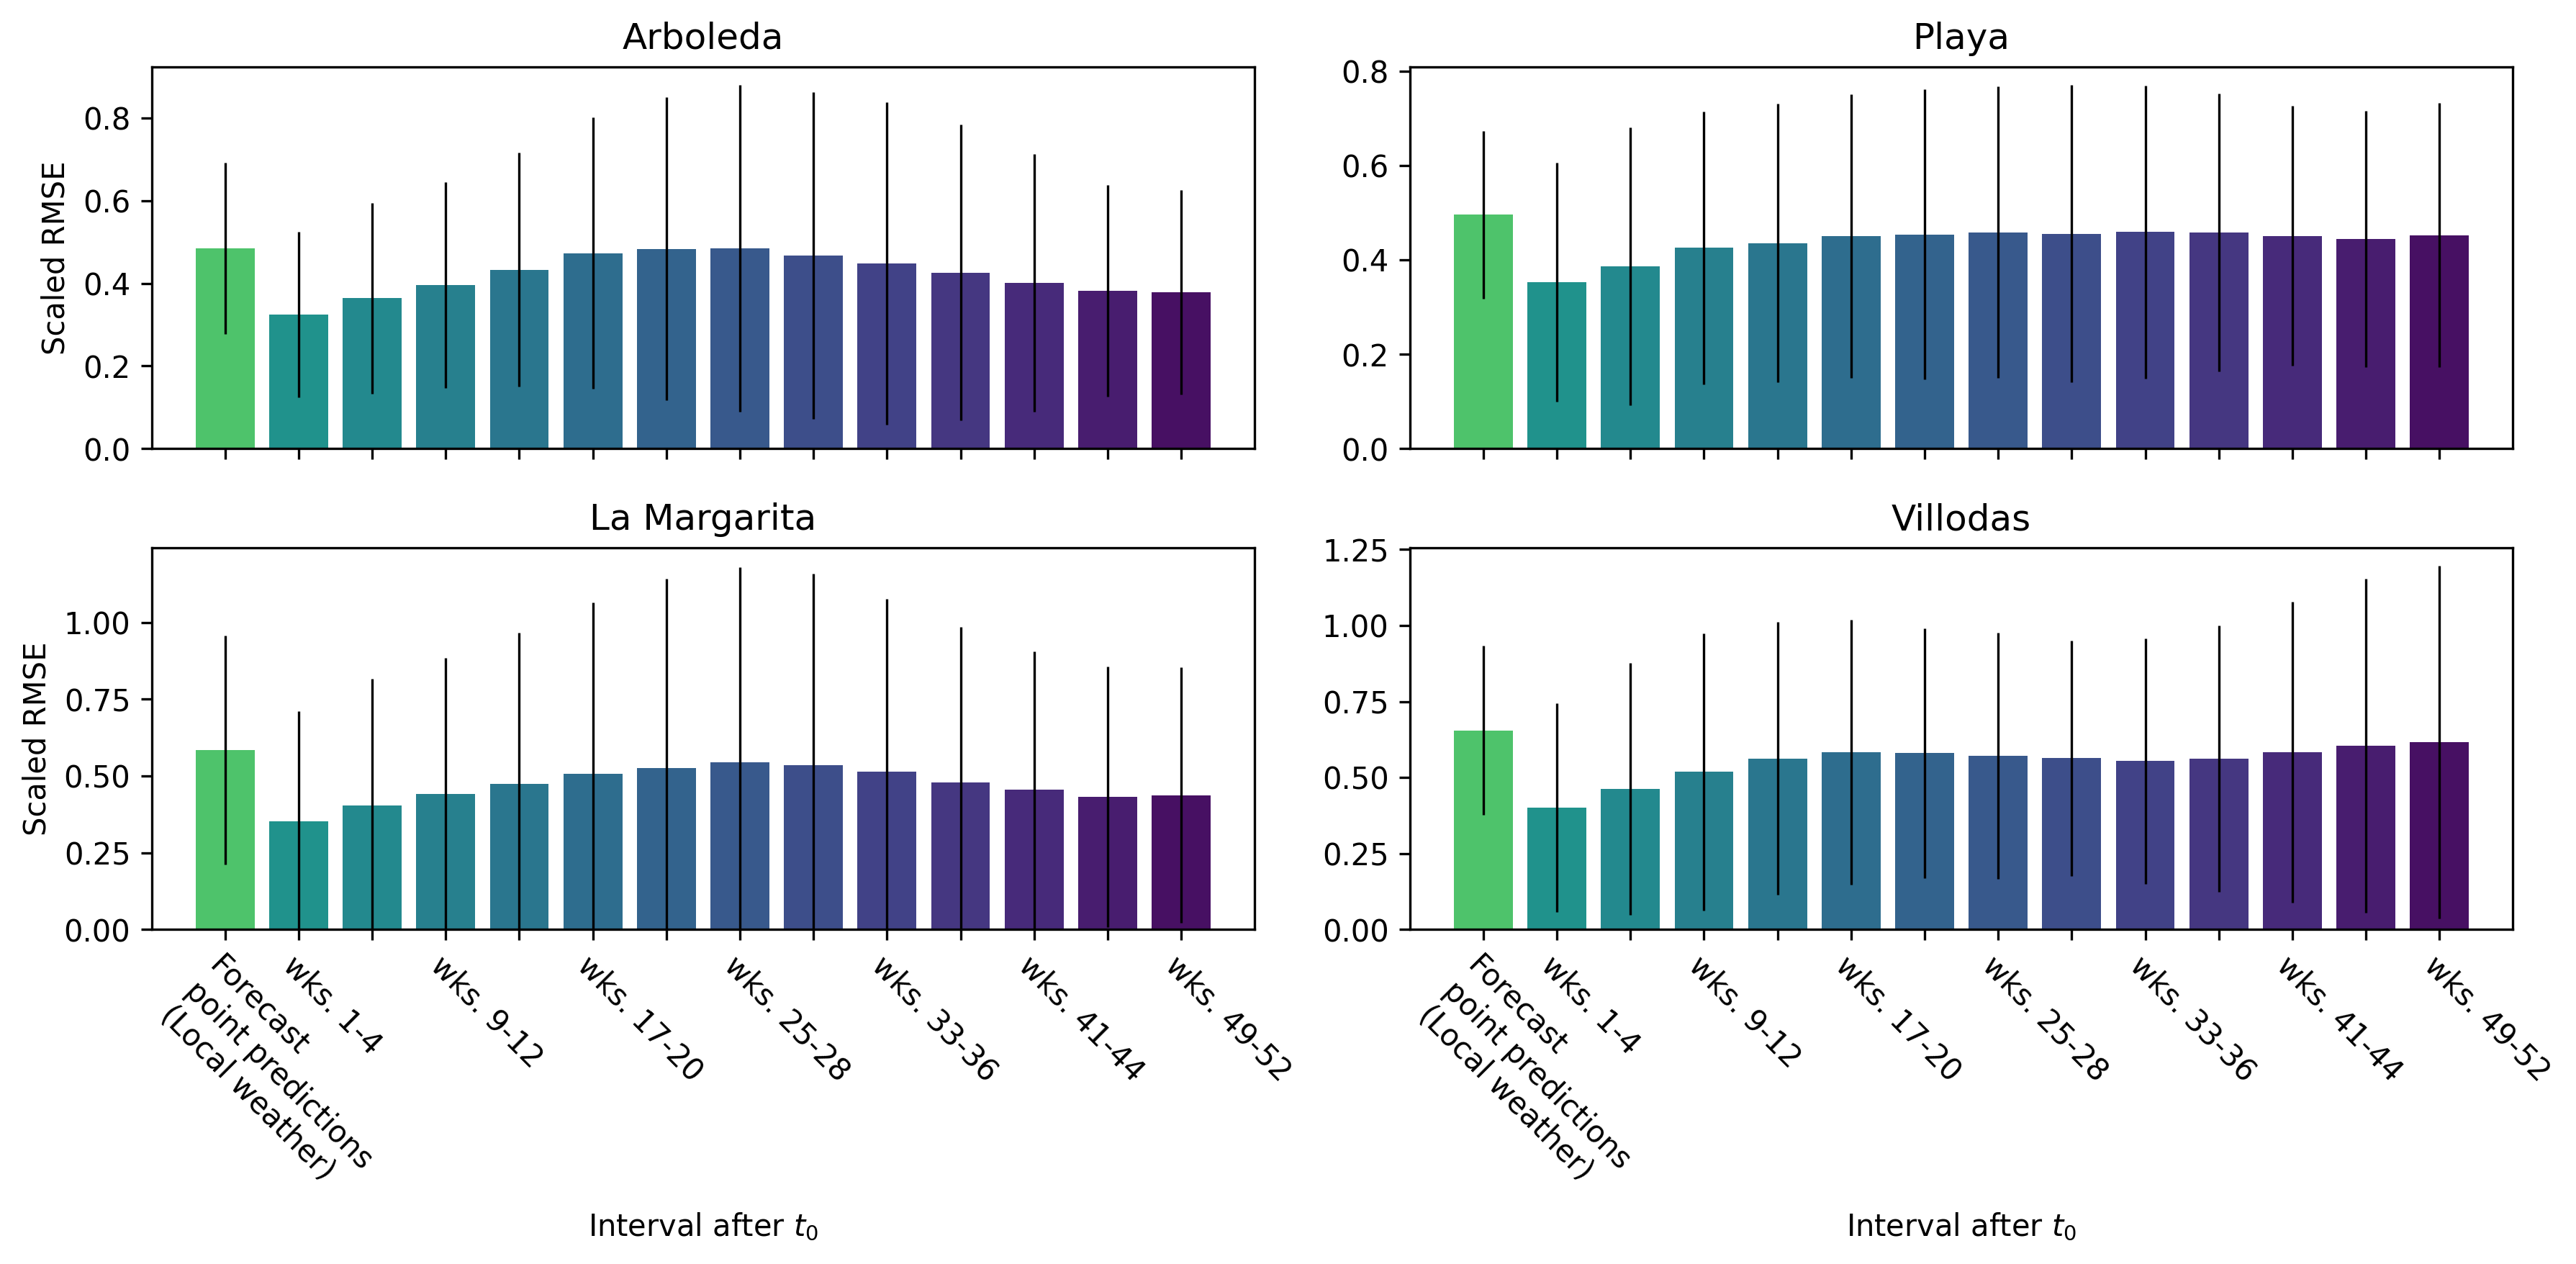 Arboleda
Scaled RMSE
0.8
0.6
0.4
0.2
0.0
Playa
0.8
0.6
0.4
0.2
0.0
La Margarita
Scaled RMSE
1.00
0.75
0.50
0.25
0.00
Forecast
point predictions
(Local weather)
wks. 1-4
wks. 9-12
wks. 17-20
wks. 25-28
wks. 33-36
wks. 41-44
wks. 49-52
Interval after t₀
Villodas
1.25
1.00
0.75
0.50
0.25
0.00
Forecast
point predictions
(Local weather)
wks. 1-4
wks. 9-12
wks. 17-20
wks. 25-28
wks. 33-36
wks. 41-44
wks. 49-52
Interval after t₀